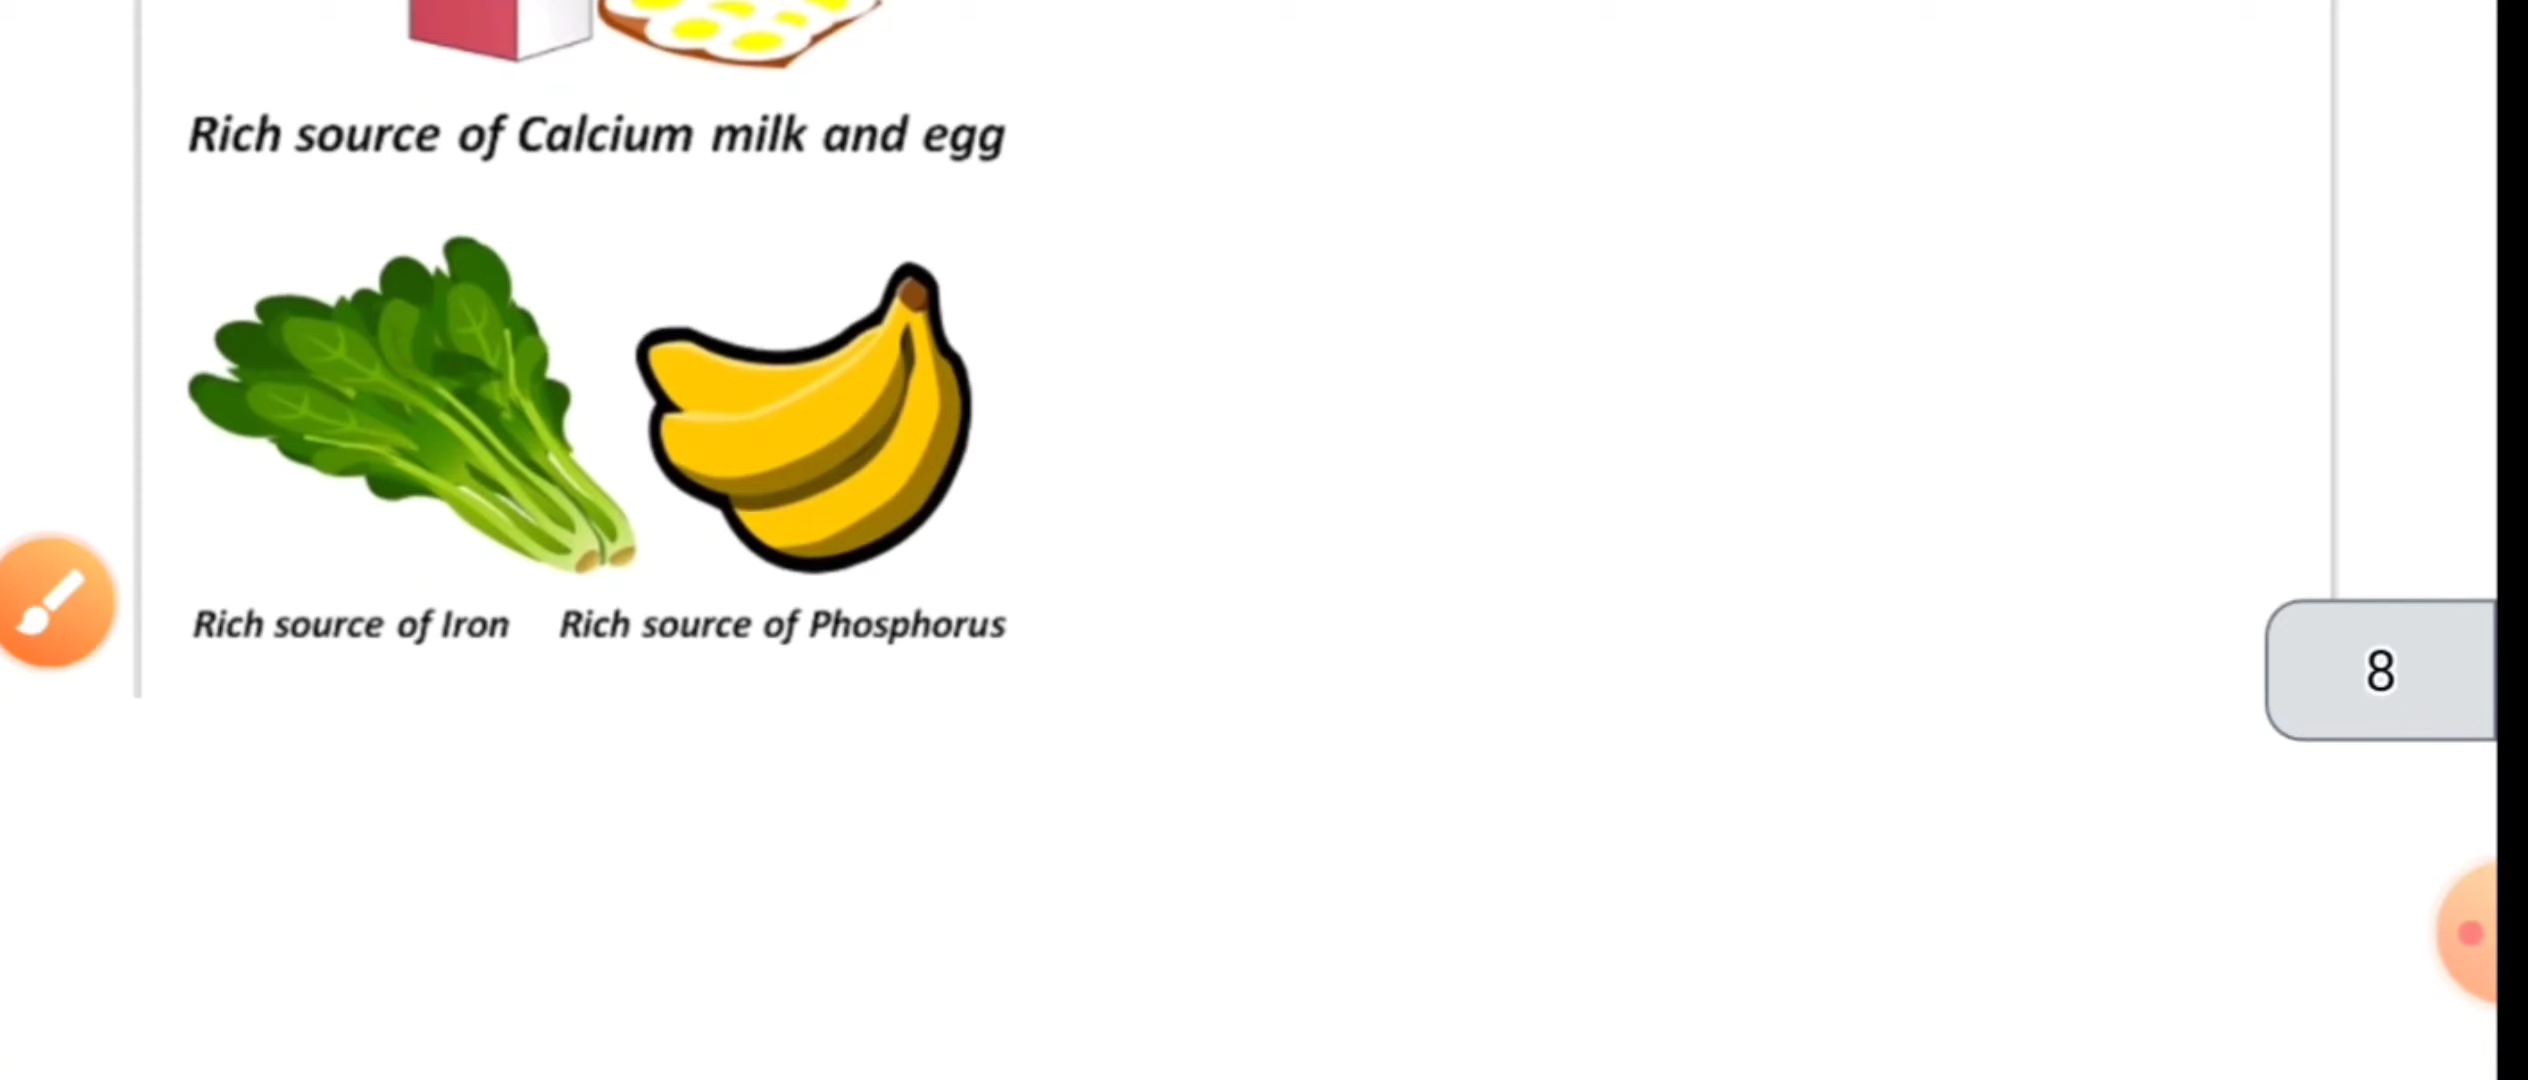 Rich source of Calcium milk and egg
Rich source of Iron Rich source of Phosphorus
8